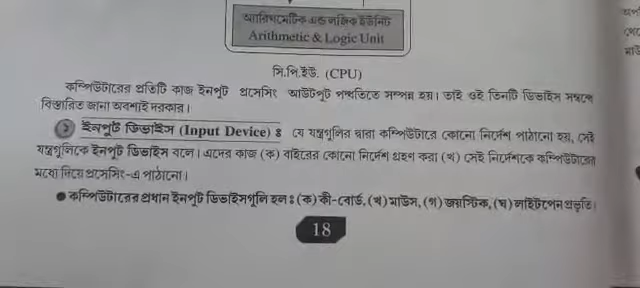 অ্যারিথমেটিক এন্ড লজিক ইউনিট
Arithmetic & Logic Unit
সি.পি.ইউ. (CPU)
কম্পিউটারের প্রতিটি কাজ ইনপুট প্রসেসিং আউটপুট পদ্ধতিতে সম্পন্ন হয়। তাই ওই তিনটি ডিভাইস সম্বন্ধে
বিস্তারিত জানা অবশ্যই দরকার।
১ ইনপুট ডিভাইস (Input Device) ঃ যে যন্ত্রগুলির দ্বারা কম্পিউটারে কোনো নির্দেশ পাঠানো হয়, সেই
যন্ত্রগুলিকে ইনপুট ডিভাইস বলে। এদের কাজ (ক) বাইরের কোনো নির্দেশ গ্রহণ করা (খ) সেই নির্দেশকে কম্পিউটারের
মধ্যে দিয়ে প্রসেসিং-এ পাঠানো।
● কম্পিউটারের প্রধান ইনপুট ডিভাইসগুলি হল ঃ (ক) কী-বোর্ড, (খ) মাউস, (গ) জয়স্টিক, (ঘ) লাইটপেন প্রভৃতি।
18